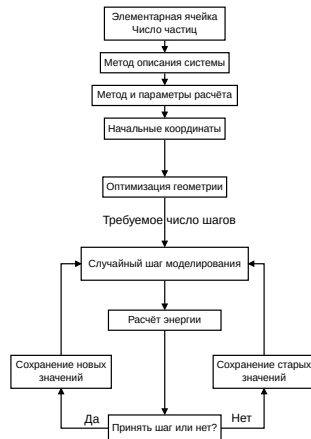 Элементарная ячейка
Число частиц
Метод описания системы
Метод и параметры расчёта
Начальные координаты
Оптимизация геометрии
Требуемое число шагов
Случайный шаг моделирования
Расчёт энергии
Сохранение новых
значений
Сохранение старых
значений
Да
Нет
Принять шаг или нет?